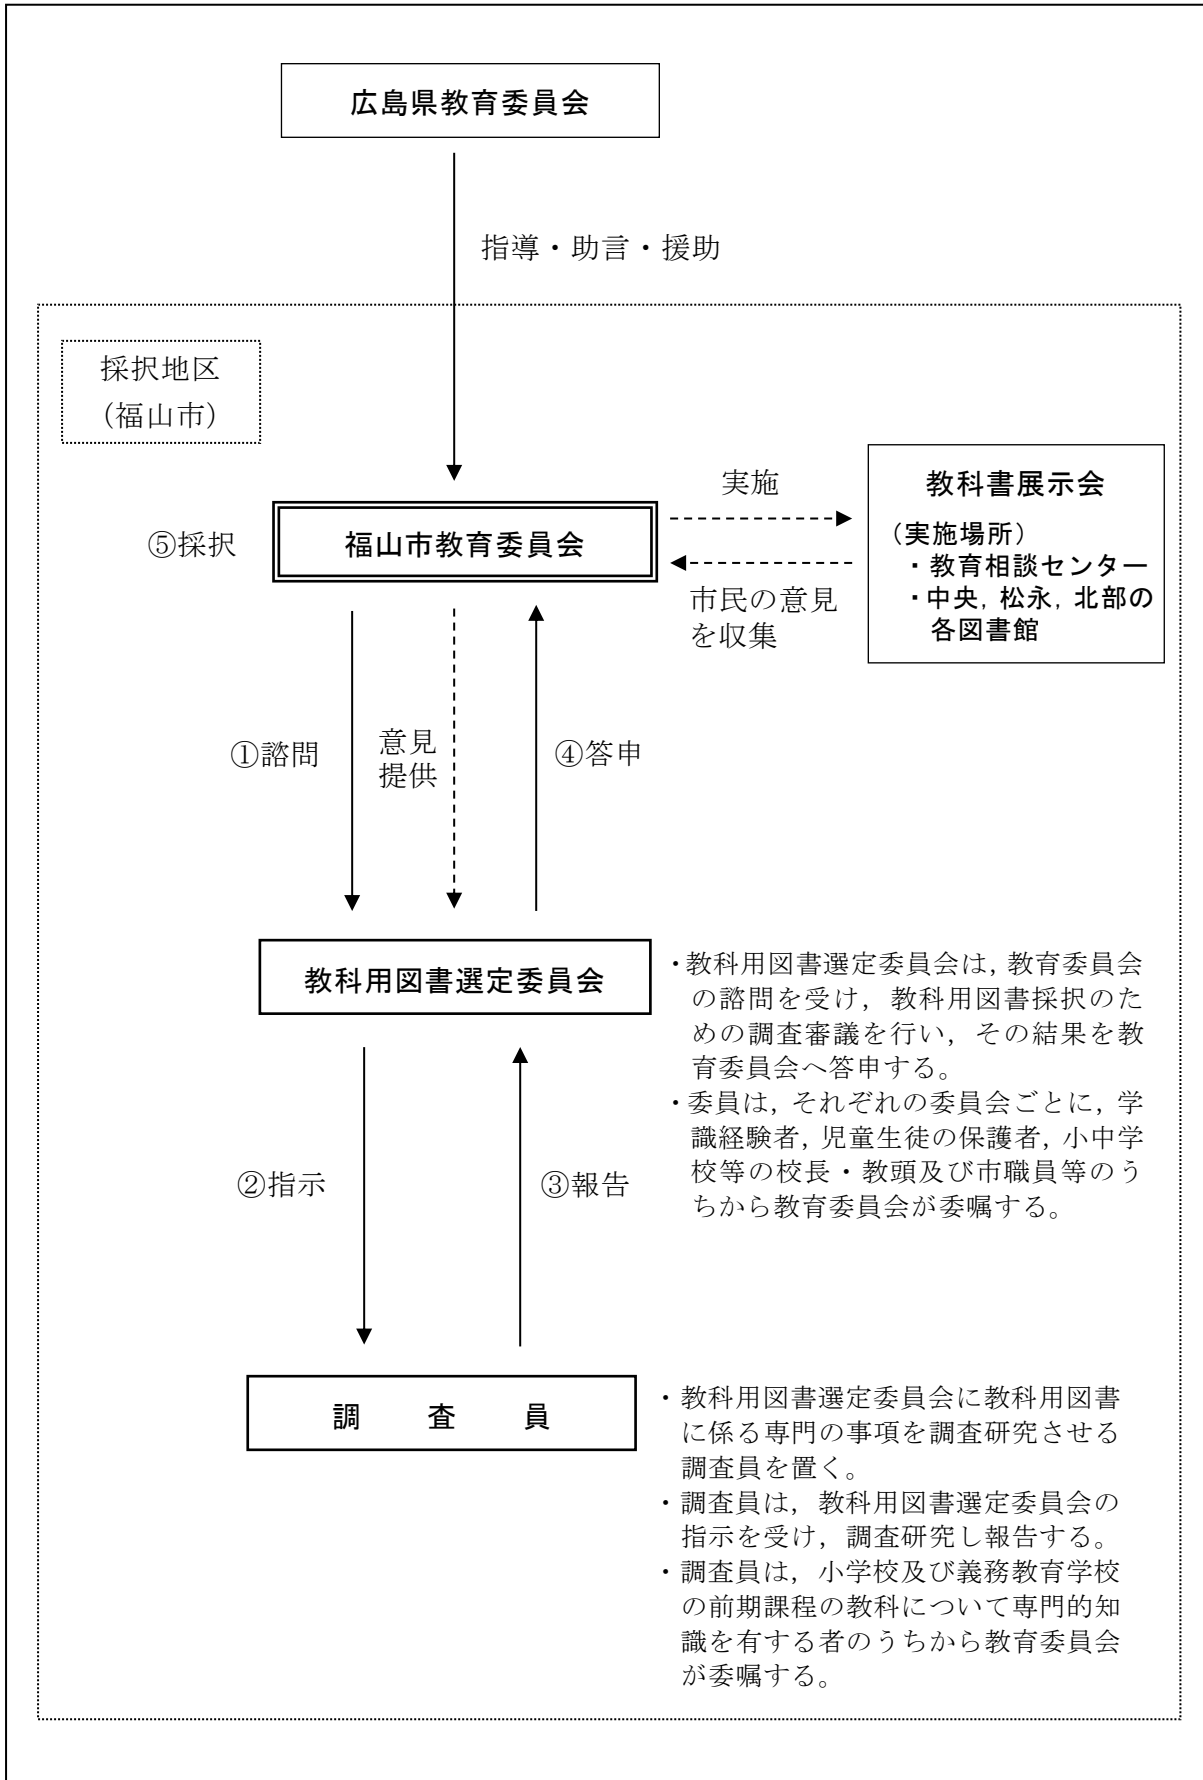 広島県教育委員会
指導・助言・援助
採択地区
(福山市)
⑤採択
福山市教育委員会
実施
市民の意見
を収集
教科書展示会
(実施場所)
・教育相談センター
・中央,松永,北部の
各図書館
①諮問
意見
提供
④答申
教科用図書選定委員会
・教科用図書選定委員会は,教育委員会
の諮問を受け,教科用図書採択のた
めの調査審議を行い,その結果を教
育委員会へ答申する。
・委員は,それぞれの委員会ごとに,学
識経験者,児童生徒の保護者,小中学
校等の校長・教頭及び市職員等のう
ちから教育委員会が委嘱する。
②指示
③報告
調 査 員
・教科用図書選定委員会に教科用図書
に係る専門の事項を調査研究させる
調査員を置く。
・調査員は,教科用図書選定委員会の
指示を受け,調査研究し報告する。
・調査員は,小学校及び義務教育学校
の前期課程の教科について専門的知
識を有する者のうちから教育委員会
が委嘱する。